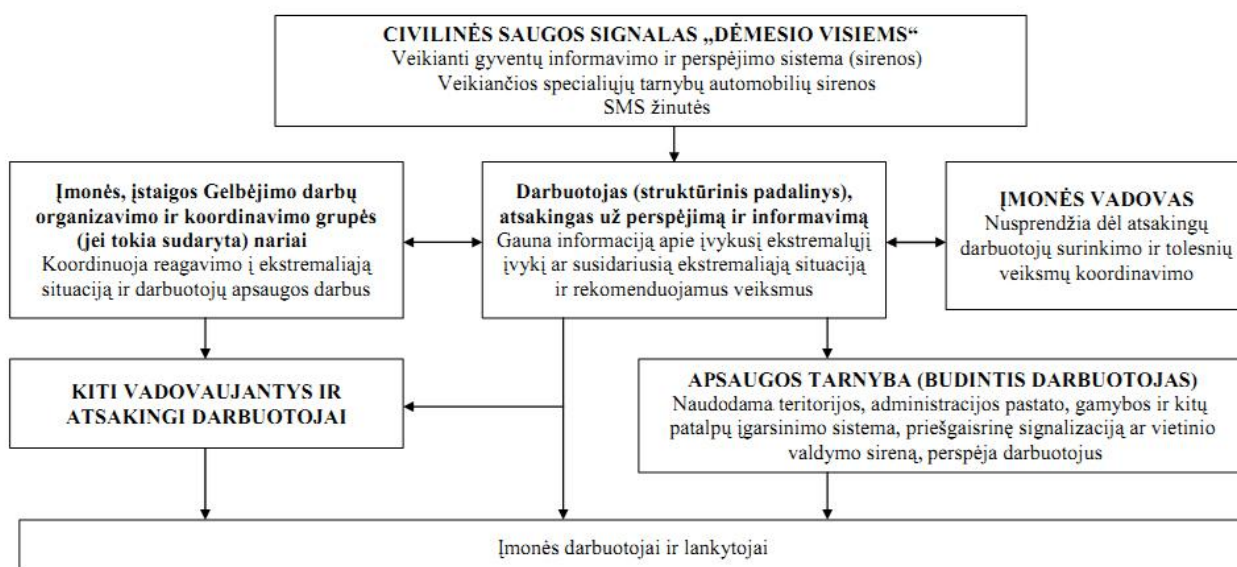 CIVILINĖS SAUGOS SIGNALAS „DĖMESIO VISIEMS“
Veikianti gyventų informavimo ir perspėjimo sistema (sirenos)
Veikiančios specialiųjų tarnybų automobilių sirenos
SMS žinutės
Įmonės, įstaigos Gelbėjimo darbų
organizavimo ir koordinavimo grupės
(jei tokia sudaryta) nariai
Koordinuoja reagavimo į ekstremaliąją
situaciją ir darbuotojų apsaugos darbus
Darbuotojas (struktūrinis padalinys),
atsakingas už perspėjimą ir informavimą
Gauna informaciją apie įvykusį ekstremalųjį
įvykį ar susidariusią ekstremaliąją situaciją
ir rekomenduojamus veiksmus
ĮMONĖS VADOVAS
Nusprendžia dėl atsakingų
darbuotojų surinkimo ir tolesnių
veiksmų koordinavimo
KITI VADOVAUJANTYS IR
ATSAKINGI DARBUOTOJAI
APSAUGOS TARNYBA (BUDINTIS DARBUOTOJAS)
Naudodama teritorijos, administracijos pastato, gamybos ir kitų
patalpų įgarsinimo sistema, priešgaisrinę signalizaciją ar vietinio
valdymo sireną, perspėja darbuotojus
Įmonės darbuotojai ir lankytojai